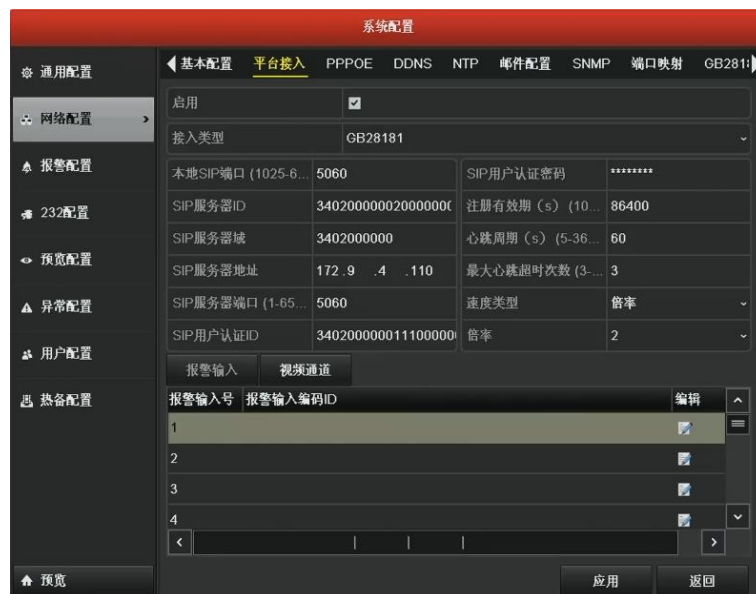 系统配置
通用配置
网络配置 >
报警配置
232配置
预览配置
异常配置
用户配置
热备配置
预览
基本配置 平台接入 PPPOE DDNS NTP 邮件配置 SNMP 端口映射 GB2818
启用
接入类型 GB28181
本地SIP端口 (1025-6... 5060 SIP用户认证密码 ********
SIP服务器ID 34020000002000000( 注册有效期(s) (10... 86400
SIP服务器域 3402000000 心跳周期(s) (5-36... 60
SIP服务器地址 172 .9 .4 .110 最大心跳超时次数 (3-... 3
SIP服务器端口 (1-65... 5060 速度类型 倍率
SIP用户认证ID 34020000011100000 倍率 2
报警输入 视频通道
报警输入号 报警输入编码ID 编辑
1
2
3
4
应用 返回